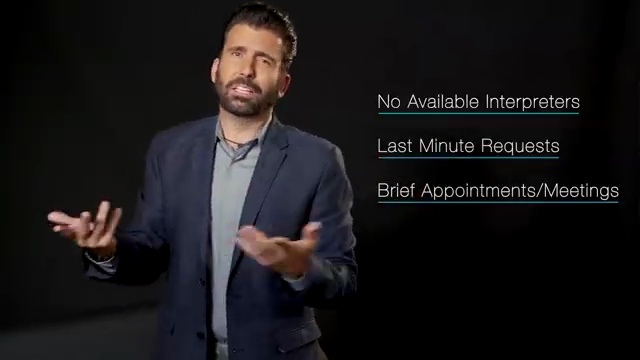 No Available Interpreters
Last Minute Requests
Brief Appointments/Meetings